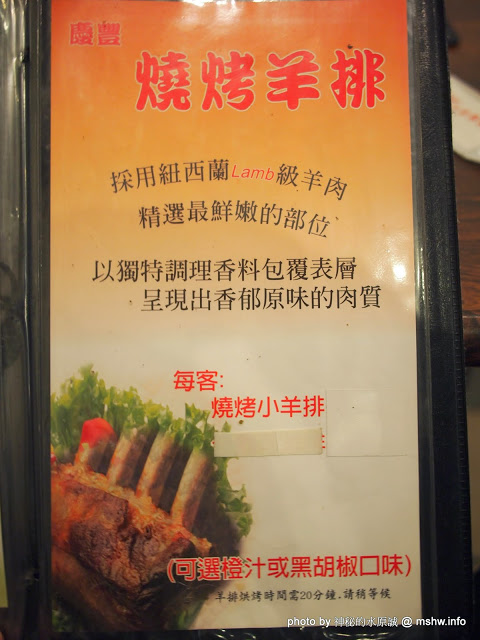 慶豐
燒烤羊排
採用紐西蘭Lamb級羊肉
精選最鮮嫩的部位
以獨特調理香料包覆表層
呈現出香郁原味的肉質
每客:
燒烤小羊排
(可選橙汁或黑胡椒口味)
羊排烘烤時間需20分鐘.請稍等候
photo by 神秘的水原誠 @ mshw.info